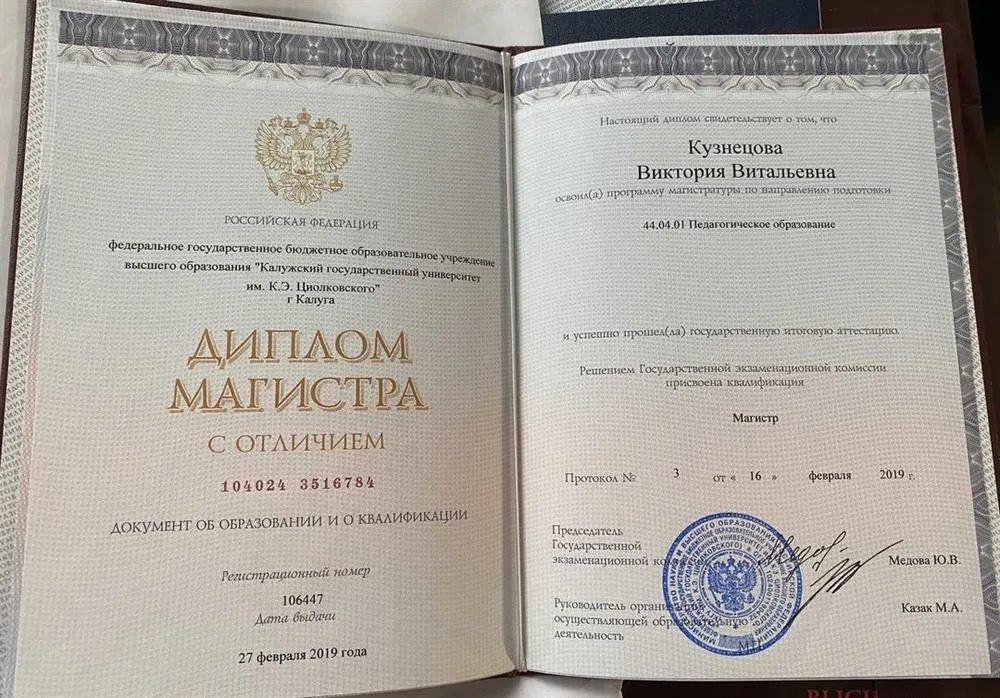 РОССИЙСКАЯ ФЕДЕРАЦИЯ
федеральное государственное бюджетное образовательное учреждение
высшего образования "Калужский государственный университет
им. К.Э. Циолковского"
г Калуга
ДИПЛОМ
МАГИСТРА
С ОТЛИЧИЕМ
104024 3516784
ДОКУМЕНТ ОБ ОБРАЗОВАНИИ И О КВАЛИФИКАЦИИ
Регистрационный номер
106447
Дата выдачи
27 февраля 2019 года
Настоящий диплом свидетельствует о том, что
Кузнецова
Виктория Витальевна
освоил(а) программу магистратуры по направлению подготовки
44.04.01 Педагогическое образование
и успешно прошел(ла) государственную итоговую аттестацию.
Решением Государственной экзаменационной комиссии
присвоена квалификация
Магистр
Протокол № 3 от « 16 » февраля 2019 г.
Председатель
Государственной
экзаменационной
Медова Ю.В.
Руководитель
осуществляющей
деятельность
Казак М.А.
М.П.